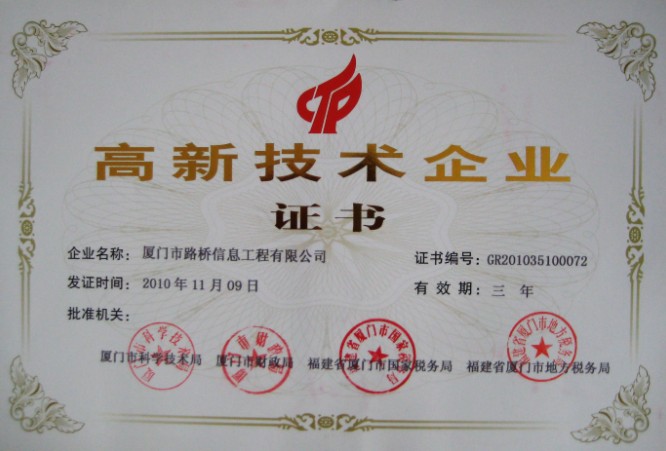 高新技术企业
证书
企业名称：厦门市路桥信息工程有限公司 证书编号：GR201035100072
发证时间：2010年11月09日 有效期：三年
批准机关：
厦门市科学技术局 厦门市财政局 福建省厦门市国家税务局 福建省厦门市地方税务局